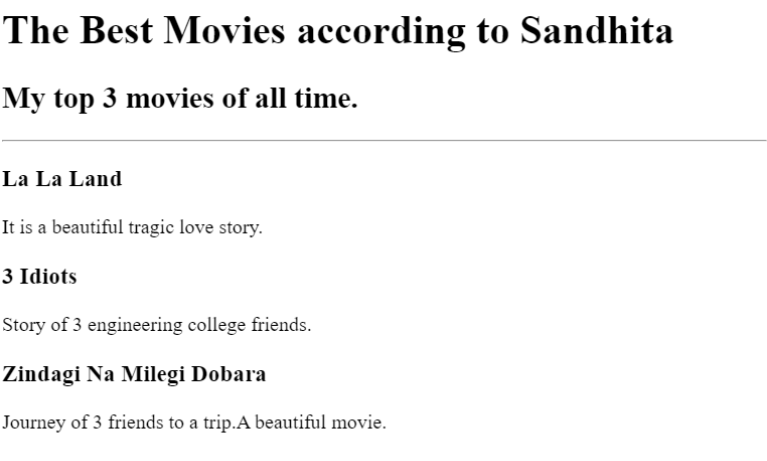 The Best Movies according to Sandhita
My top 3 movies of all time.
La La Land
It is a beautiful tragic love story.
3 Idiots
Story of 3 engineering college friends.
Zindagi Na Milegi Dobara
Journey of 3 friends to a trip.A beautiful movie.